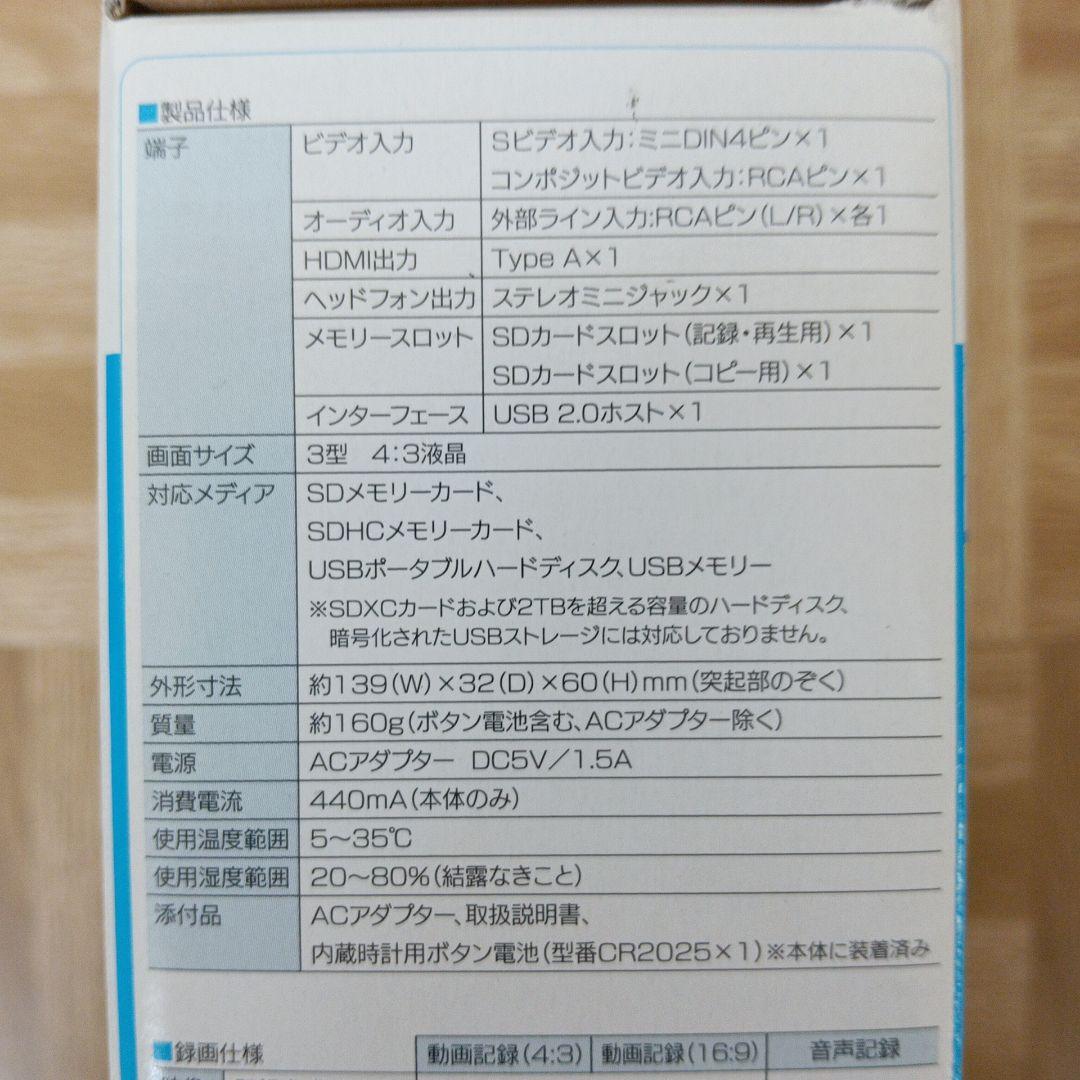 ■製品仕様
端子 ビデオ入力 Sビデオ入力:ミニDIN4ピン×1
コンポジットビデオ入力:RCAピン×1
オーディオ入力 外部ライン入力:RCAピン(L/R)×各1
HDMI出力 Type A×1
ヘッドフォン出力 ステレオミニジャック×1
メモリースロット SDカードスロット(記録・再生用)×1
SDカードスロット(コピー用)×1
インターフェース USB 2.0ホスト×1
画面サイズ 3型 4:3液晶
対応メディア SDメモリーカード、
SDHCメモリーカード、
USBポータブルハードディスク、USBメモリー
※SDXCカードおよび2TBを超える容量のハードディスク、
暗号化されたUSBストレージには対応しておりません。
外形寸法 約139(W)×32(D)×60(H)mm(突起部のぞく)
質量 約160g(ボタン電池含む、ACアダプター除く)
電源 ACアダプター DC5V/1.5A
消費電流 440mA(本体のみ)
使用温度範囲 5~35℃
使用湿度範囲 20~80%(結露なきこと)
添付品 ACアダプター、取扱説明書、
内蔵時計用ボタン電池(型番CR2025×1)※本体に装着済み
■録画仕様 動画記録(4:3) 動画記録(16:9) 音声記録